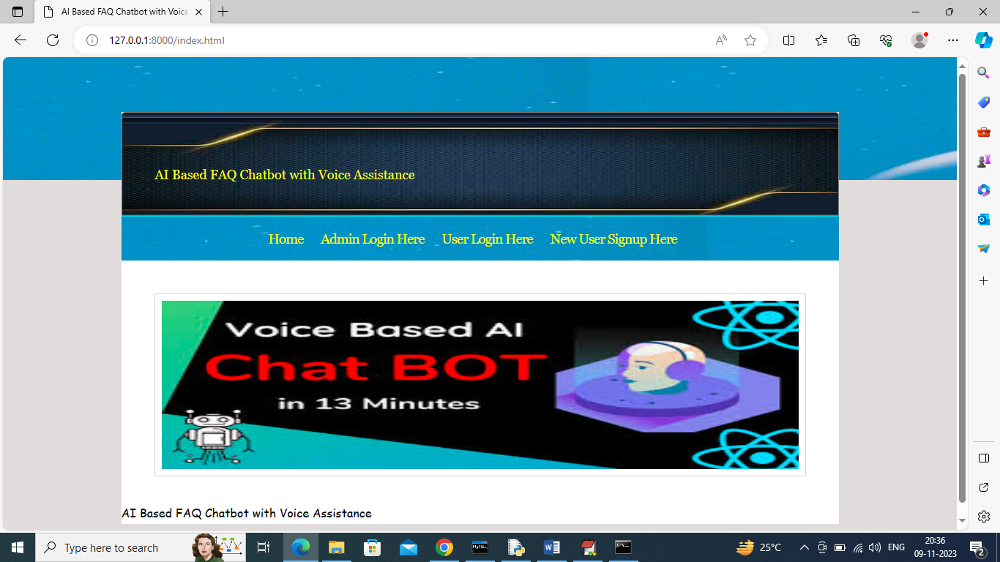 AI Based FAQ Chatbot with Voice
127.0.0.1:8000/index.html
AI Based FAQ Chatbot with Voice Assistance
Home Admin Login Here User Login Here New User Signup Here
Voice Based AI
Chat BOT
in 13 Minutes
AI Based FAQ Chatbot with Voice Assistance
Type here to search
25°C
ENG
20:36
09-11-2023
2